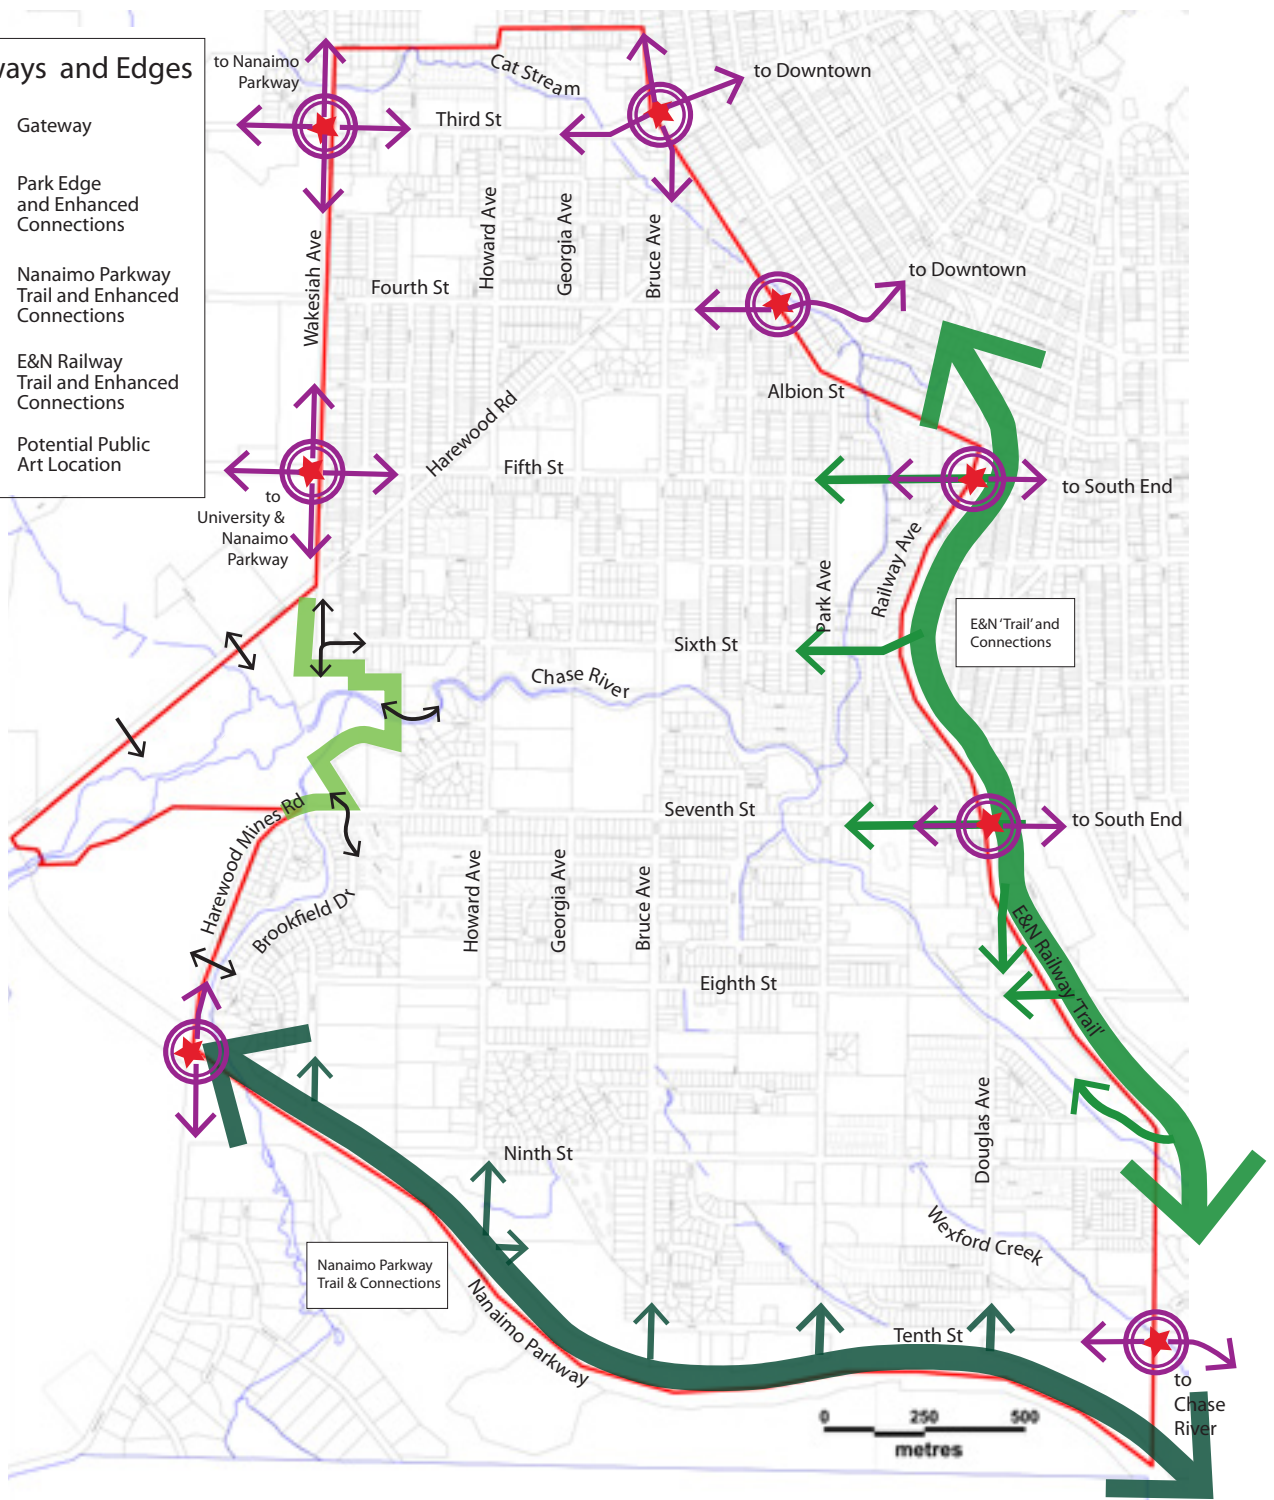 ways and Edges
Gateway
Park Edge
and Enhanced
Connections
Nanaimo Parkway
Trail and Enhanced
Connections
E&N Railway
Trail and Enhanced
Connections
Potential Public
Art Location
to Nanaimo
Parkway
Cat Stream
to Downtown
Third St
Howard Ave
Georgia Ave
Bruce Ave
Wakesiah Ave
Fourth St
to Downtown
Albion St
Harewood Rd
Fifth St
to
University &
Nanaimo
Parkway
to South End
Railway Ave
Park Ave
E&N 'Trail' and
Connections
Sixth St
Chase River
Harewood Mines Rd
Seventh St
to South End
Brookfield Dr
Howard Ave
Georgia Ave
Bruce Ave
E&N Railway 'Trail'
Eighth St
Douglas Ave
Ninth St
Wexford Creek
Nanaimo Parkway
Trail & Connections
Nanaimo Parkway
Tenth St
to
Chase
River
0 250 500
metres